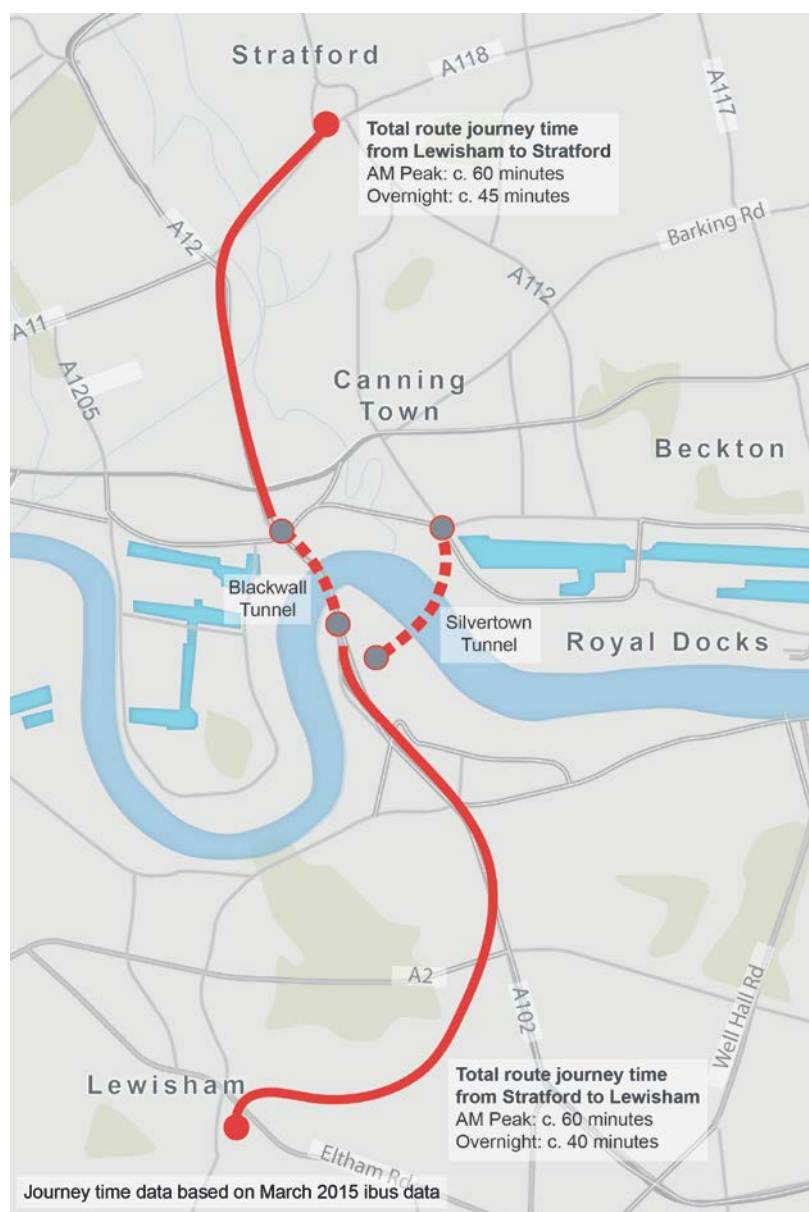 Stratford
A118
A117
Total route journey time
from Lewisham to Stratford
AM Peak: c. 60 minutes
Overnight: c. 45 minutes
A12
Barking Rd
A112
A11
A1205
Canning
Town
Beckton
Blackwall
Tunnel
Silvertown
Tunnel
Royal Docks
A2
A102
Well Hall Rd
Lewisham
Total route journey time
from Stratford to Lewisham
AM Peak: c. 60 minutes
Overnight: c. 40 minutes
Eltham Rd
Journey time data based on March 2015 ibus data